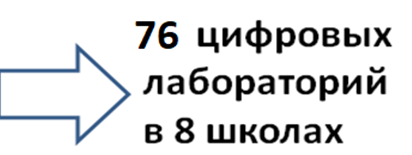 76 цифровых
лабораторий
в 8 школах